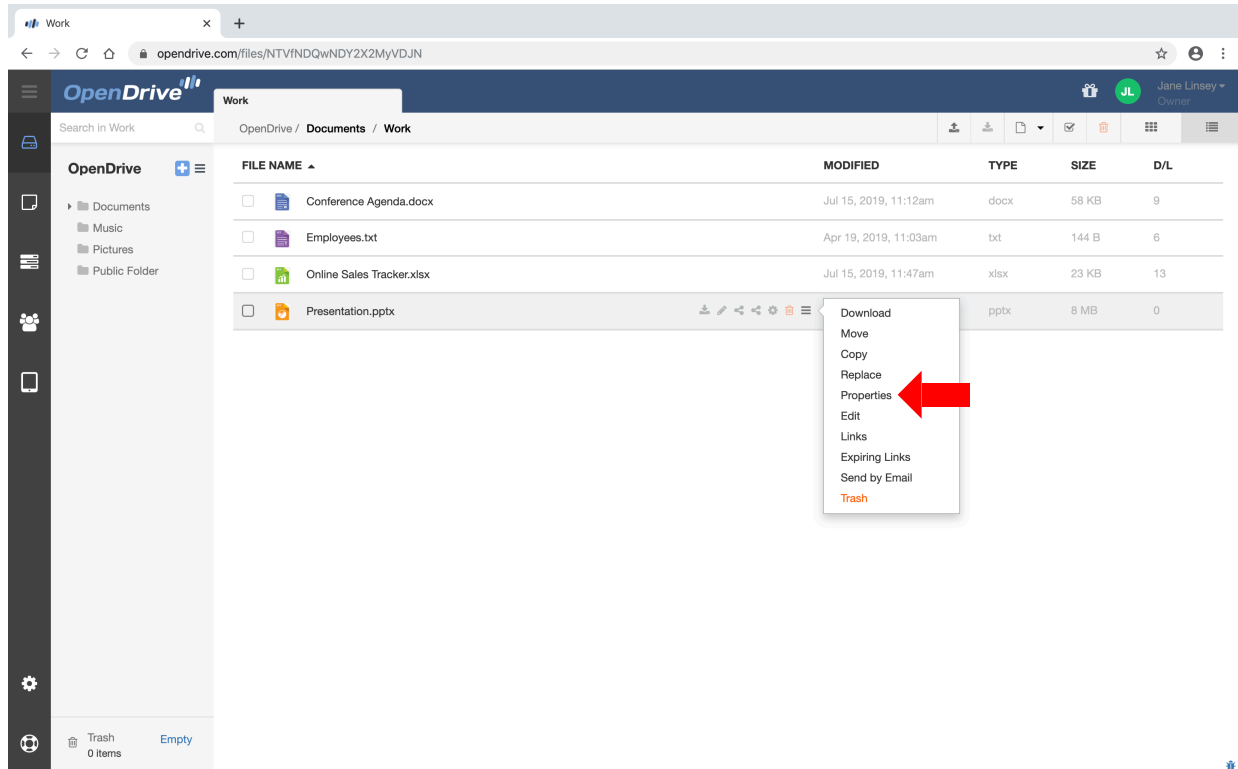 Work
opendrive.com/files/NTVfNDQwNDY2X2MyVDJN
OpenDrive
Work
JL
Jane Linsey
Owner
Search in Work
OpenDrive / Documents / Work
OpenDrive
Documents
Music
Pictures
Public Folder
FILE NAME MODIFIED TYPE SIZE D/L
Conference Agenda.docx Jul 15, 2019, 11:12am docx 58 KB 9
Employees.txt Apr 19, 2019, 11:03am txt 144 B 6
Online Sales Tracker.xlsx Jul 15, 2019, 11:47am xlsx 23 KB 13
Presentation.pptx pptx 8 MB 0
Download
Move
Copy
Replace
Properties
Edit
Links
Expiring Links
Send by Email
Trash
Trash Empty
0 items